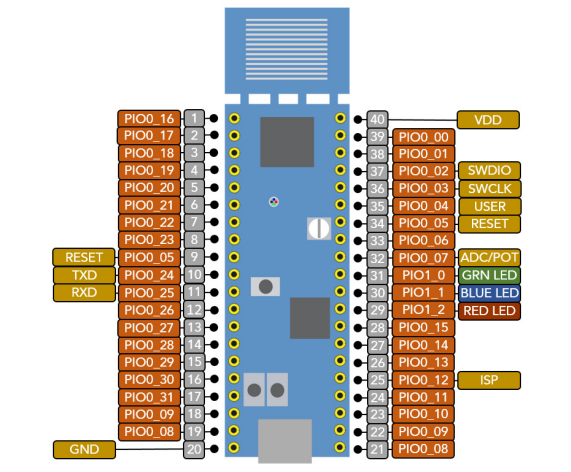 PIO0_16 1 40 VDD
PIO0_17 2 39 PIO0_00
PIO0_18 3 38 PIO0_01
PIO0_19 4 37 PIO0_02 SWDIO
PIO0_20 5 36 PIO0_03 SWCLK
PIO0_21 6 35 PIO0_04 USER
PIO0_22 7 34 PIO0_05 RESET
PIO0_23 8 33 PIO0_06
RESET PIO0_05 9 32 PIO0_07 ADC/POT
TXD PIO0_24 10 31 PIO1_0 GRN LED
RXD PIO0_25 11 30 PIO1_1 BLUE LED
PIO0_26 12 29 PIO1_2 RED LED
PIO0_27 13 28 PIO0_15
PIO0_28 14 27 PIO0_14
PIO0_29 15 26 PIO0_13
PIO0_30 16 25 PIO0_12 ISP
PIO0_31 17 24 PIO0_11
PIO0_09 18 23 PIO0_10
PIO0_08 19 22 PIO0_09
GND 20 21 PIO0_08